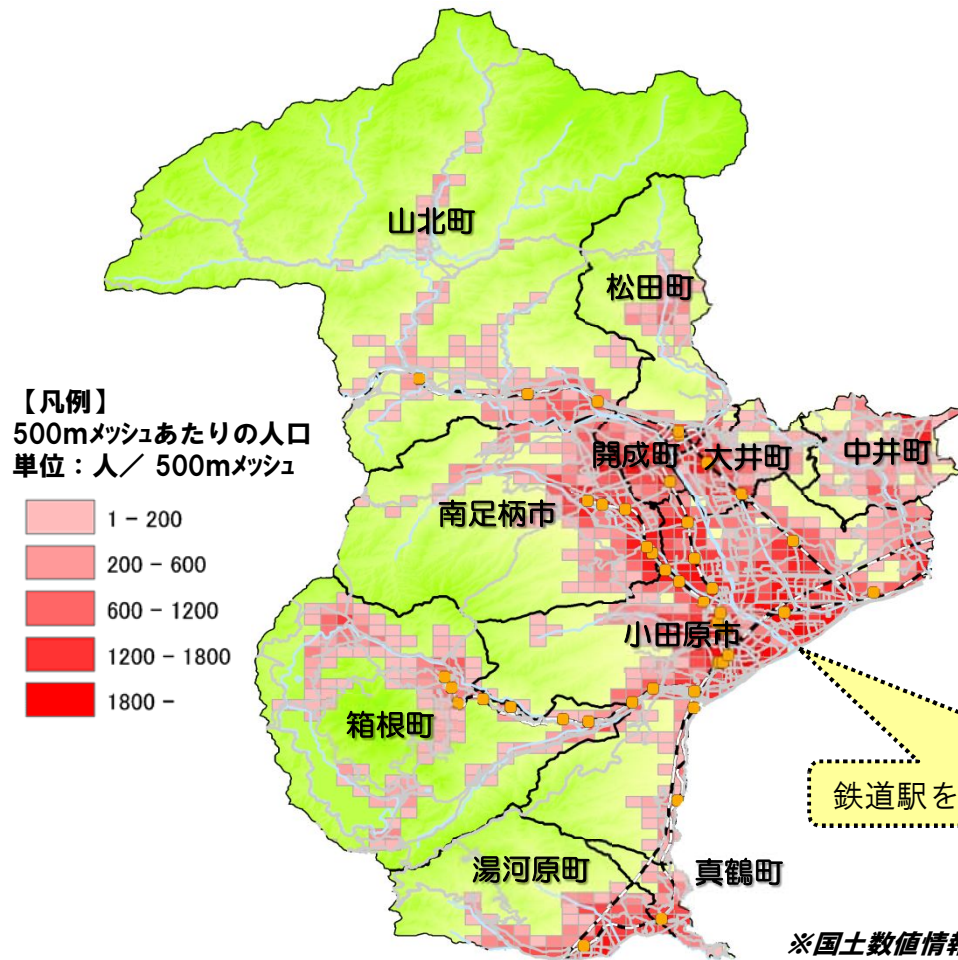 山北町
松田町
【凡例】
500mメッシュあたりの人口
単位：人／ 500mメッシュ
1 － 200
200 － 600
600 － 1200
1200 － 1800
1800 －
開成町
大井町
中井町
南足柄市
小田原市
箱根町
鉄道駅を
湯河原町
真鶴町
※国土数値情報